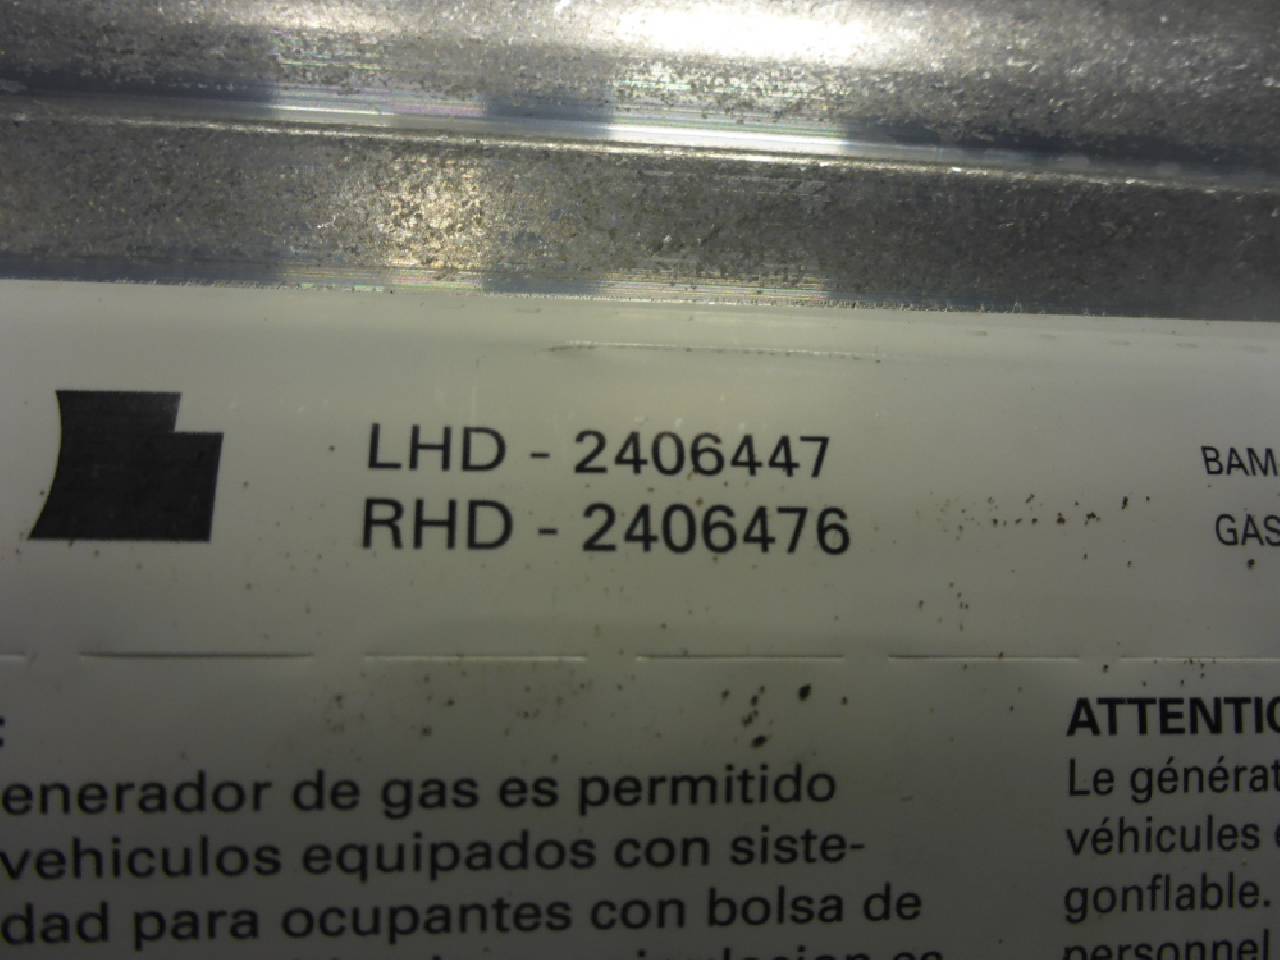 LHD - 2406447
RHD - 2406476
BAM
GAS
:
enerador de gas es permitido
vehiculos equipados con siste-
dad para ocupantes con bolsa de
ATTENTIO
Le générat
véhicules
gonflable.
personnel